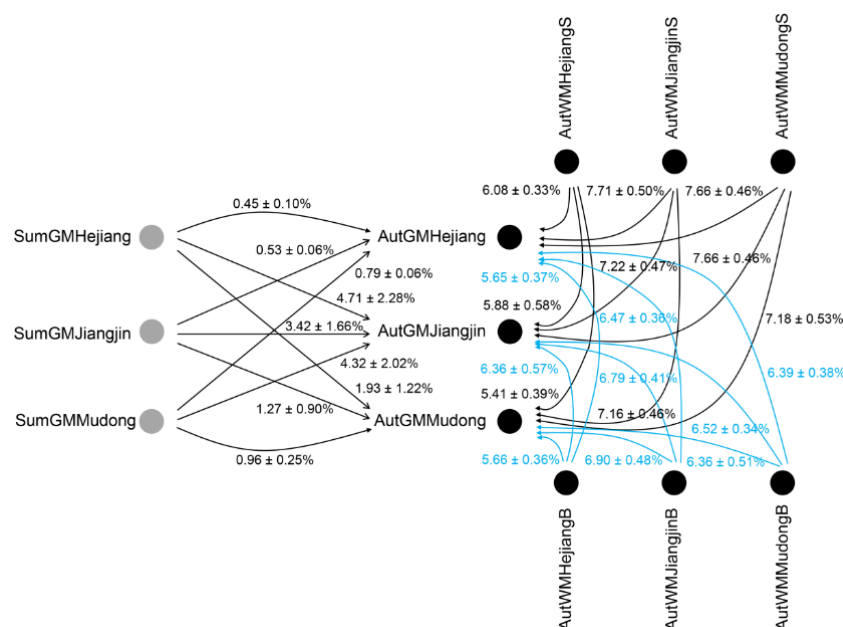 AutWMHejiangS
AutWMJiangjinS
AutWMMudongS
6.08 ± 0.33%
7.71 ± 0.50%
7.66 ± 0.46%
0.45 ± 0.10%
SumGMHejiang
AutGMHejiang
0.53 ± 0.06%
0.79 ± 0.06%
7.22 ± 0.47%
7.66 ± 0.46%
5.65 ± 0.37%
4.71 ± 2.28%
5.88 ± 0.58%
6.47 ± 0.36%
7.18 ± 0.53%
SumGMJiangjin
3.42 ± 1.66%
AutGMJiangjin
4.32 ± 2.02%
6.36 ± 0.57%
6.79 ± 0.41%
6.39 ± 0.38%
1.93 ± 1.22%
5.41 ± 0.39%
1.27 ± 0.90%
SumGMMudong
AutGMMudong
7.16 ± 0.46%
6.52 ± 0.34%
0.96 ± 0.25%
5.66 ± 0.36%
6.90 ± 0.48%
6.36 ± 0.51%
AutWMHejiangB
AutWMJiangjinB
AutWMMudongB